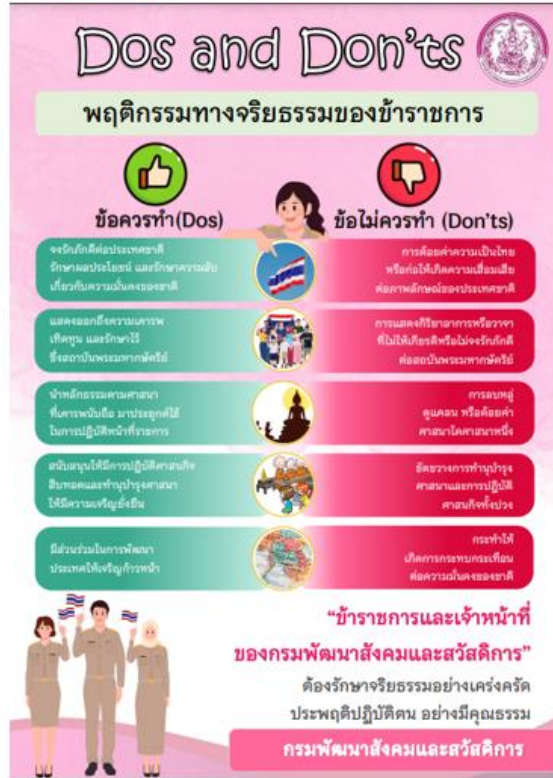 Dos and Don'ts
พฤติกรรมทางจริยธรรมของข้าราชการ
ข้อควรทำ(Dos)
ข้อไม่ควรทำ (Don'ts)
จงรักภักดีต่อประเทศชาติ
รักษาผลประโยชน์ และรักษาความลับ
เกี่ยวกับความมั่นคงของชาติ
การด้อยค่าความเป็นไทย
หรือก่อให้เกิดความเสื่อมเสีย
ต่อภาพลักษณ์ของประเทศชาติ
แสดงออกถึงความเคารพ
เทิดทูน และรักษาไว้
ซึ่งสถาบันพระมหากษัตริย์
การแสดงกิริยาอาการหรือวาจา
ที่ไม่ให้เกียรติหรือไม่จงรักภักดี
ต่อสถาบันพระมหากษัตริย์
นำหลักธรรมตามศาสนา
ที่เคารพนับถือ มาประยุกต์ใช้
ในการปฏิบัติหน้าที่ราชการ
การลบหลู่
ดูแคลน หรือด้อยค่า
ศาสนาใดศาสนาหนึ่ง
สนับสนุนให้มีการปฏิบัติศาสนกิจ
สืบทอดและทำนุบำรุงศาสนา
ให้มีความเจริญยั่งยืน
ขัดขวางการทำนุบำรุง
ศาสนาและการปฏิบัติ
ศาสนกิจทั้งปวง
มีส่วนร่วมในการพัฒนา
ประเทศให้เจริญก้าวหน้า
กระทำให้
เกิดการกระทบกระเทือน
ต่อความมั่นคงของชาติ
“ข้าราชการและเจ้าหน้าที่
ของกรมพัฒนาสังคมและสวัสดิการ”
ต้องรักษาจริยธรรมอย่างเคร่งครัด
ประพฤติปฏิบัติตน อย่างมีคุณธรรม
กรมพัฒนาสังคมและสวัสดิการ